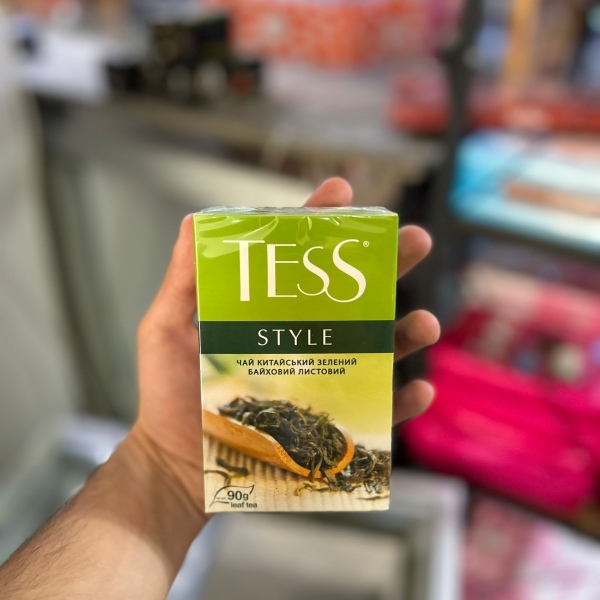 TESS®
STYLE
ЧАЙ КИТАЙСЬКИЙ ЗЕЛЕНИЙ
БАЙХОВИЙ ЛИСТОВИЙ
90g
leaf tea